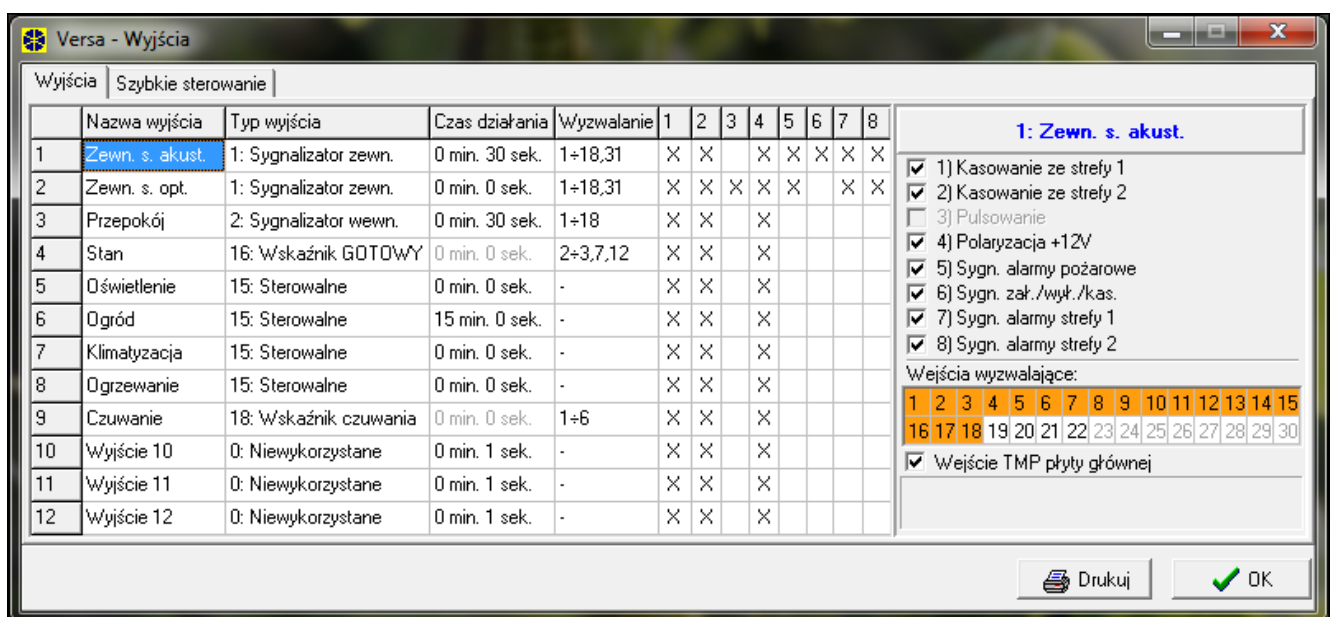 Versa - Wyjścia
Wyjścia Szybkie sterowanie
Nazwa wyjścia Typ wyjścia Czas działania Wyzwalanie 1 2 3 4 5 6 7 8
1 Zewn. s. akust. 1: Sygnalizator zewn. 0 min. 30 sek. 1÷18,31 X X X X X X X
2 Zewn. s. opt. 1: Sygnalizator zewn. 0 min. 0 sek. 1÷18,31 X X X X X X X
3 Przepokój 2: Sygnalizator wewn. 0 min. 30 sek. 1÷18 X X X
4 Stan 16: Wskaźnik GOTOWY 0 min. 0 sek. 2÷3,7,12 X X X
5 Oświetlenie 15: Sterowalne 0 min. 0 sek. - X X X
6 Ogród 15: Sterowalne 15 min. 0 sek. - X X X
7 Klimatyzacja 15: Sterowalne 0 min. 0 sek. - X X X
8 Ogrzewanie 15: Sterowalne 0 min. 0 sek. - X X X
9 Czuwanie 18: Wskaźnik czuwania 0 min. 0 sek. 1÷6 X X X
10 Wyjście 10 0: Niewykorzystane 0 min. 1 sek. - X X X
11 Wyjście 11 0: Niewykorzystane 0 min. 1 sek. - X X X
12 Wyjście 12 0: Niewykorzystane 0 min. 1 sek. - X X X
1: Zewn. s. akust.
1) Kasowanie ze strefy 1
2) Kasowanie ze strefy 2
3) Pulsowanie
4) Polaryzacja +12V
5) Sygn. alarmy pożarowe
6) Sygn. zał./wył./kas.
7) Sygn. alarmy strefy 1
8) Sygn. alarmy strefy 2
Wejścia wyzwalające:
1 2 3 4 5 6 7 8 9 10 11 12 13 14 15
16 17 18 19 20 21 22 23 24 25 26 27 28 29 30
Wejście TMP płyty głównej
Drukuj OK